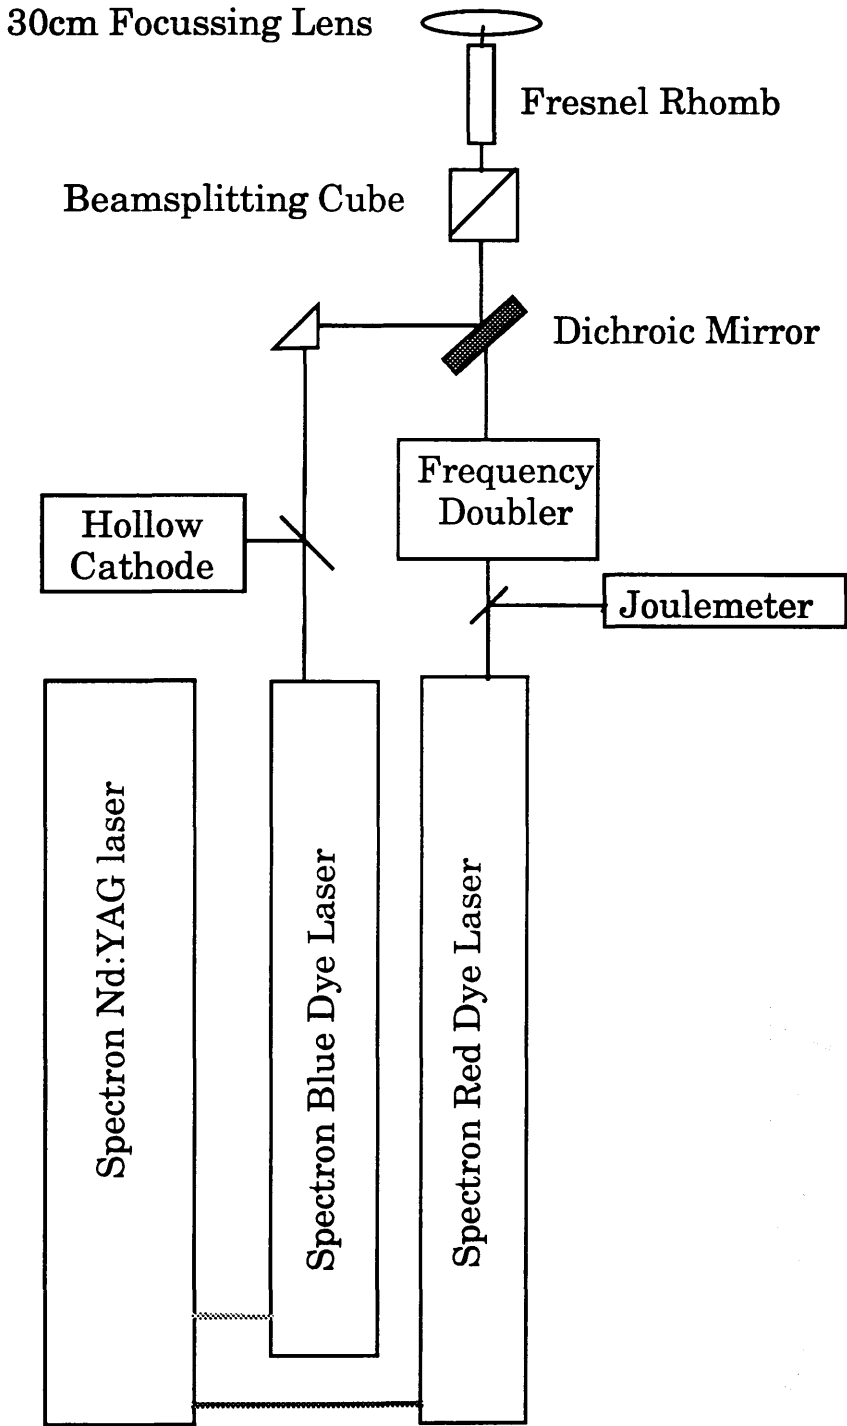 30cm Focussing Lens
Fresnel Rhomb
Beamsplitting Cube
Dichroic Mirror
Frequency
Doubler
Hollow
Cathode
Joulemeter
Spectron Nd:YAG laser
Spectron Blue Dye Laser
Spectron Red Dye Laser